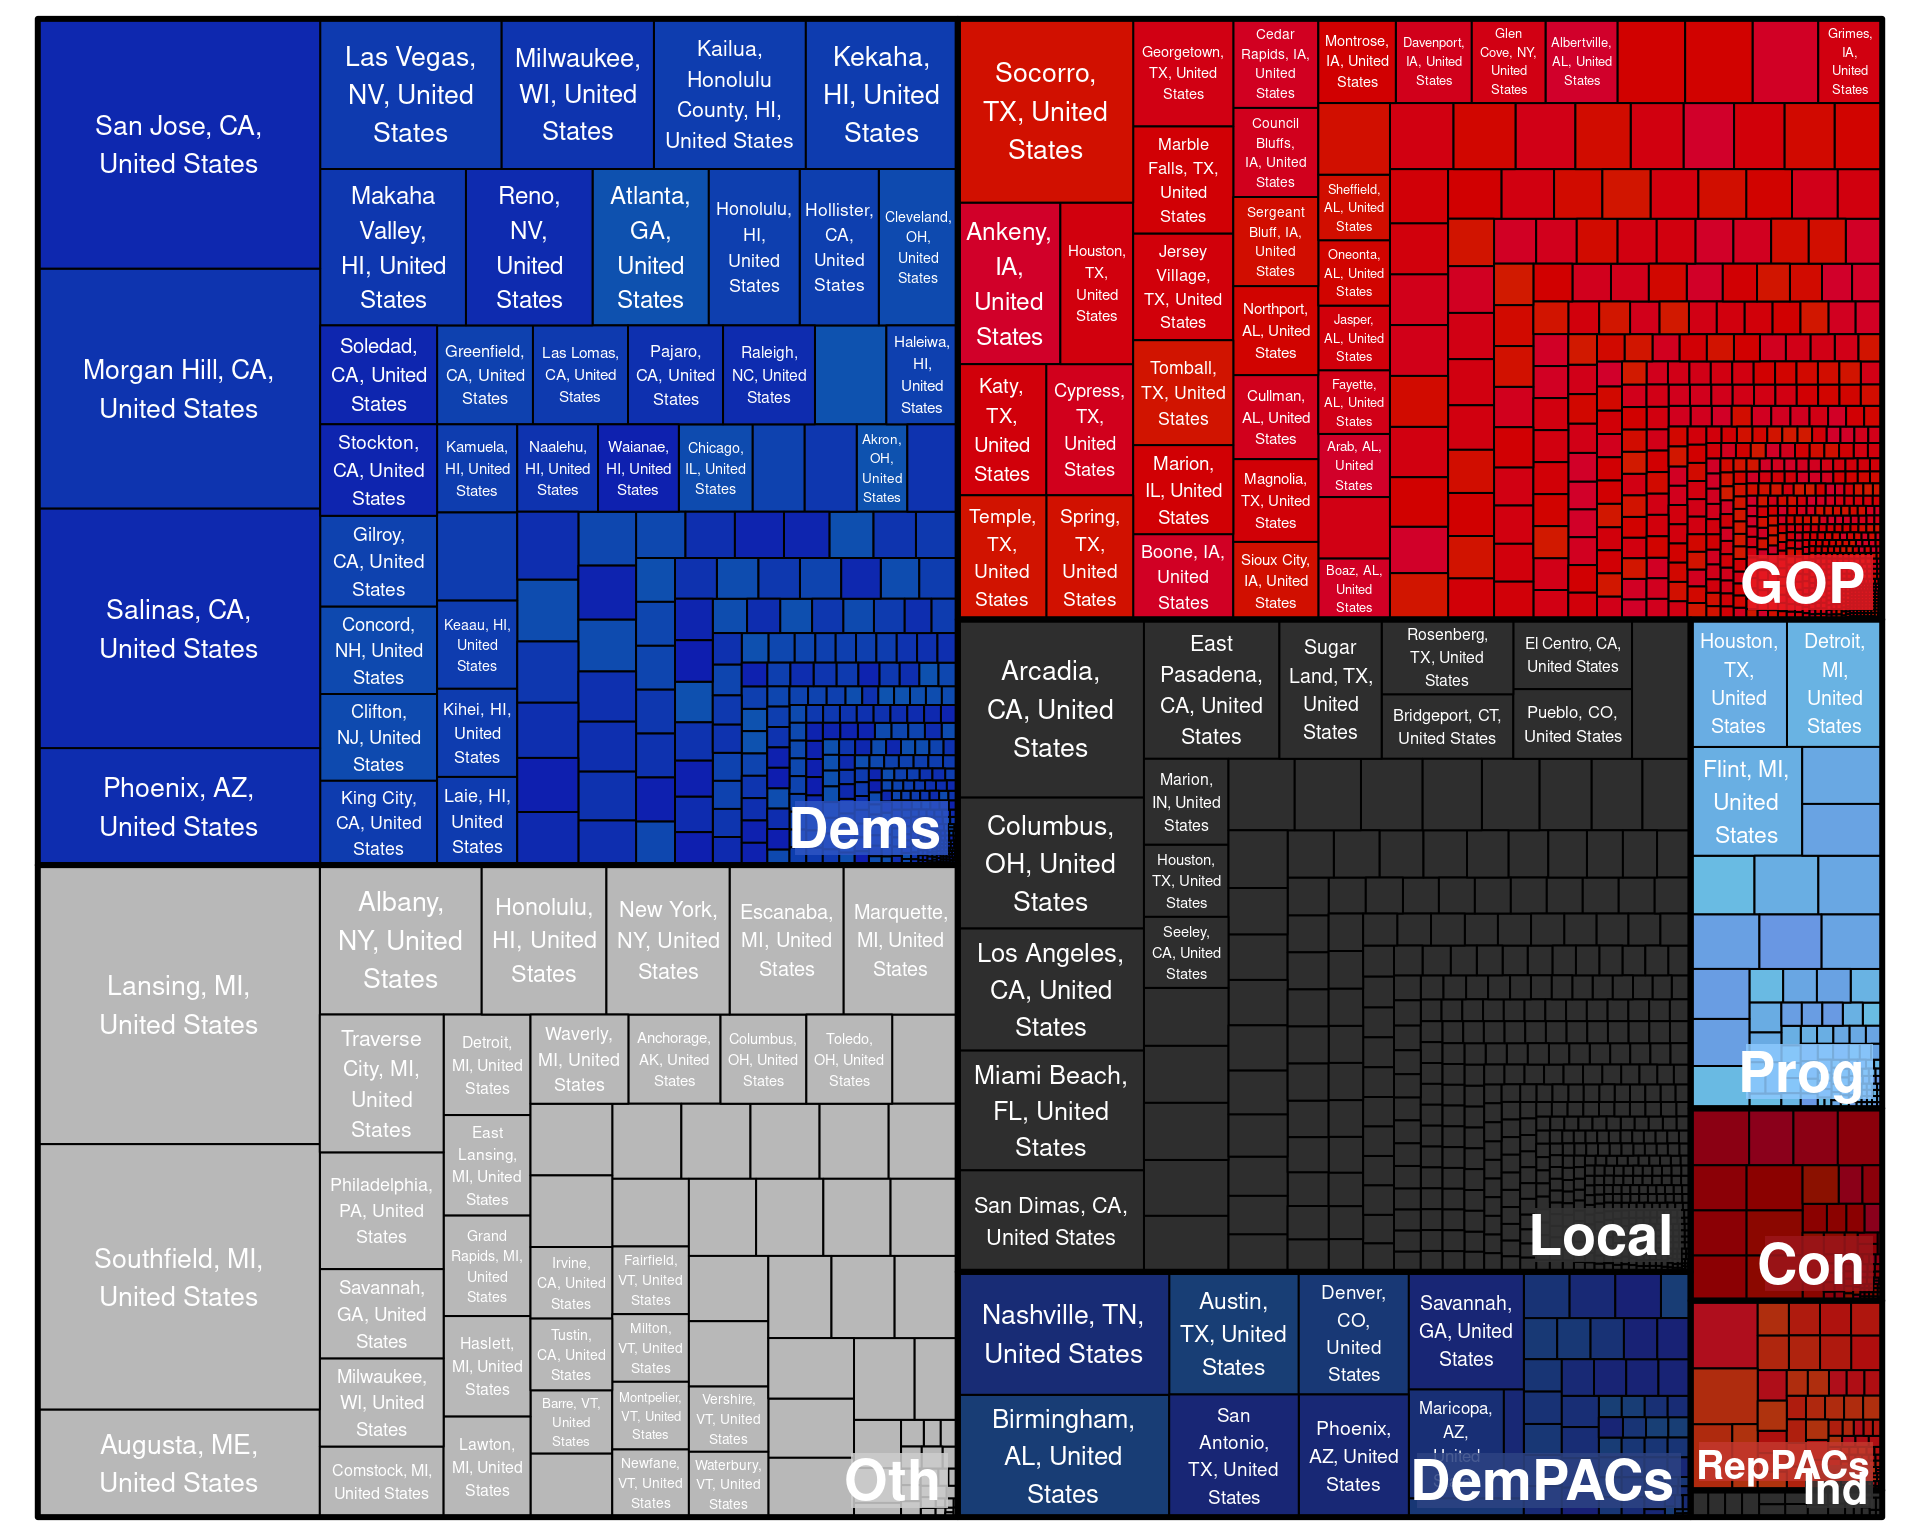 San Jose, CA,
United States
Morgan Hill, CA,
United States
Salinas, CA,
United States
Phoenix, AZ,
United States
Las Vegas,
NV, United
States
Milwaukee,
WI, United
States
Kailua,
Honolulu
County, HI,
United States
Kekaha,
HI, United
States
Makaha
Valley,
HI, United
States
Reno,
NV,
United
States
Atlanta,
GA,
United
States
Honolulu,
HI,
United
States
Hollister,
CA,
United
States
Cleveland,
OH,
United
States
Soledad,
CA, United
States
Greenfield,
CA, United
States
Las Lomas,
CA, United
States
Pajaro,
CA, United
States
Raleigh,
NC, United
States
Haleiwa,
HI,
United
States
Stockton,
CA, United
States
Kamuela,
HI, United
States
Naalehu,
HI, United
States
Waianae,
HI, United
States
Chicago,
IL, United
States
Akron,
OH,
United
States
Gilroy,
CA, United
States
Concord,
NH, United
States
Keaau, HI,
United
States
Clifton,
NJ, United
States
Kihei, HI,
United
States
King City,
CA, United
States
Laie, HI,
United
States
Dems
Socorro,
TX, United
States
Georgetown,
TX, United
States
Cedar
Rapids, IA,
United
States
Montrose,
IA, United
States
Davenport,
IA, United
States
Glen
Cove, NY,
United
States
Albertville,
AL, United
States
Grimes,
IA,
United
States
Marble
Falls, TX,
United
States
Council
Bluffs,
IA, United
States
Ankeny,
IA,
United
States
Houston,
TX,
United
States
Jersey
Village,
TX, United
States
Sergeant
Bluff, IA,
United
States
Sheffield,
AL, United
States
Oneonta,
AL, United
States
Northport,
AL, United
States
Jasper,
AL, United
States
Katy,
TX,
United
States
Cypress,
TX,
United
States
Tomball,
TX, United
States
Cullman,
AL, United
States
Fayette,
AL, United
States
Arab, AL,
United
States
Marion,
IL, United
States
Magnolia,
TX, United
States
Temple,
TX,
United
States
Spring,
TX,
United
States
Boone, IA,
United
States
Sioux City,
IA, United
States
Boaz, AL,
United
States
GOP
Lansing, MI,
United States
Southfield, MI,
United States
Augusta, ME,
United States
Albany,
NY, United
States
Honolulu,
HI, United
States
New York,
NY, United
States
Escanaba,
MI, United
States
Marquette,
MI, United
States
Traverse
City, MI,
United
States
Detroit,
MI, United
States
Waverly,
MI, United
States
Anchorage,
AK, United
States
Columbus,
OH, United
States
Toledo,
OH, United
States
East
Lansing,
MI, United
States
Philadelphia,
PA, United
States
Grand
Rapids, MI,
United
States
Irvine,
CA, United
States
Fairfield,
VT, United
States
Savannah,
GA, United
States
Haslett,
MI, United
States
Tustin,
CA, United
States
Milton,
VT, United
States
Milwaukee,
WI, United
States
Barre, VT,
United
States
Montpelier,
VT, United
States
Vershire,
VT, United
States
Comstock, MI,
United States
Lawton,
MI, United
States
Newfane,
VT, United
States
Waterbury,
VT, United
States
Oth
Arcadia,
CA, United
States
Columbus,
OH, United
States
Los Angeles,
CA, United
States
Miami Beach,
FL, United
States
San Dimas, CA,
United States
East
Pasadena,
CA, United
States
Sugar
Land, TX,
United
States
Rosenberg,
TX, United
States
Bridgeport, CT,
United States
El Centro, CA,
United States
Pueblo, CO,
United States
Marion,
IN, United
States
Houston,
TX, United
States
Seeley,
CA, United
States
Local
Houston,
TX,
United
States
Detroit,
MI,
United
States
Flint, MI,
United
States
Prog
Con
Nashville, TN,
United States
Birmingham,
AL, United
States
Austin,
TX, United
States
San
Antonio,
TX, United
States
Denver,
CO,
United
States
Phoenix,
AZ, United
States
Savannah,
GA, United
States
Maricopa,
AZ,
United
DemPACs
RepPACs
Ind